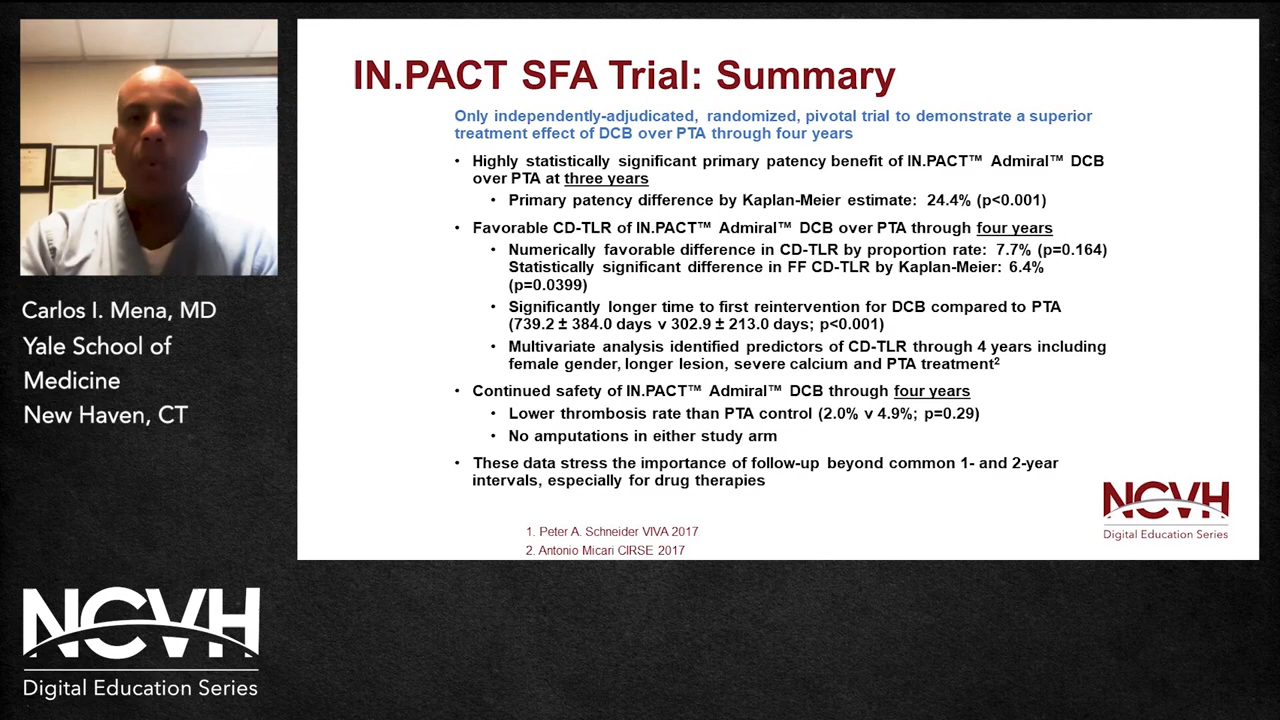 IN.PACT SFA Trial: Summary
Only independently-adjudicated, randomized, pivotal trial to demonstrate a superior
treatment effect of DCB over PTA through four years
• Highly statistically significant primary patency benefit of IN.PACT™ Admiral™ DCB
over PTA at three years
• Primary patency difference by Kaplan-Meier estimate: 24.4% (p<0.001)
• Favorable CD-TLR of IN.PACT™ Admiral™ DCB over PTA through four years
• Numerically favorable difference in CD-TLR by proportion rate: 7.7% (p=0.164)
Statistically significant difference in FF CD-TLR by Kaplan-Meier: 6.4%
(p=0.0399)
• Significantly longer time to first reintervention for DCB compared to PTA
(739.2 ± 384.0 days v 302.9 ± 213.0 days; p<0.001)
• Multivariate analysis identified predictors of CD-TLR through 4 years including
female gender, longer lesion, severe calcium and PTA treatment2
• Continued safety of IN.PACT™ Admiral™ DCB through four years
• Lower thrombosis rate than PTA control (2.0% v 4.9%; p=0.29)
• No amputations in either study arm
• These data stress the importance of follow-up beyond common 1- and 2-year
intervals, especially for drug therapies
1. Peter A. Schneider VIVA 2017
2. Antonio Micari CIRSE 2017
NCVH
Digital Education Series
Carlos I. Mena, MD
Yale School of
Medicine
New Haven, CT
NCVH
Digital Education Series